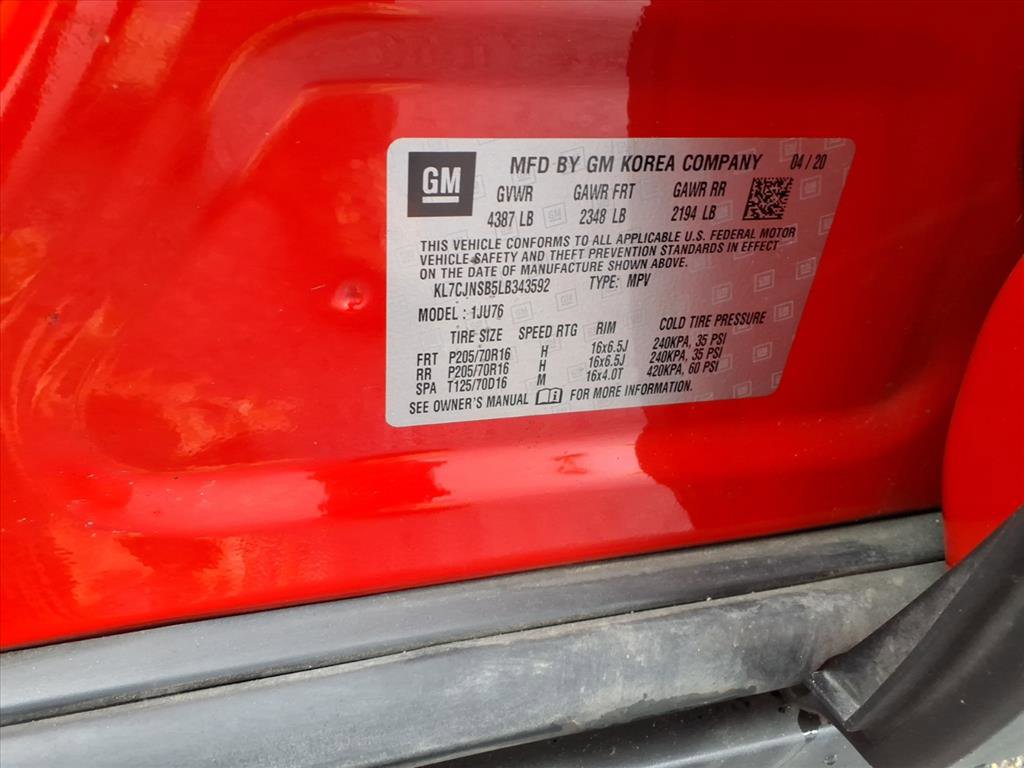 GM
MFD BY GM KOREA COMPANY 04/20
GVWR GAWR FRT GAWR RR
4387 LB 2348 LB 2194 LB
THIS VEHICLE CONFORMS TO ALL APPLICABLE U.S. FEDERAL MOTOR
VEHICLE SAFETY AND THEFT PREVENTION STANDARDS IN EFFECT
ON THE DATE OF MANUFACTURE SHOWN ABOVE.
KL7CJNSB5LB343592 TYPE: MPV
MODEL : 1JU76
TIRE SIZE SPEED RTG RIM COLD TIRE PRESSURE
FRT P205/70R16 H 16x6.5J 240KPA, 35 PSI
RR P205/70R16 H 16x6.5J 240KPA, 35 PSI
SPA T125/70D16 M 16x4.0T 420KPA, 60 PSI
SEE OWNER'S MANUAL FOR MORE INFORMATION.